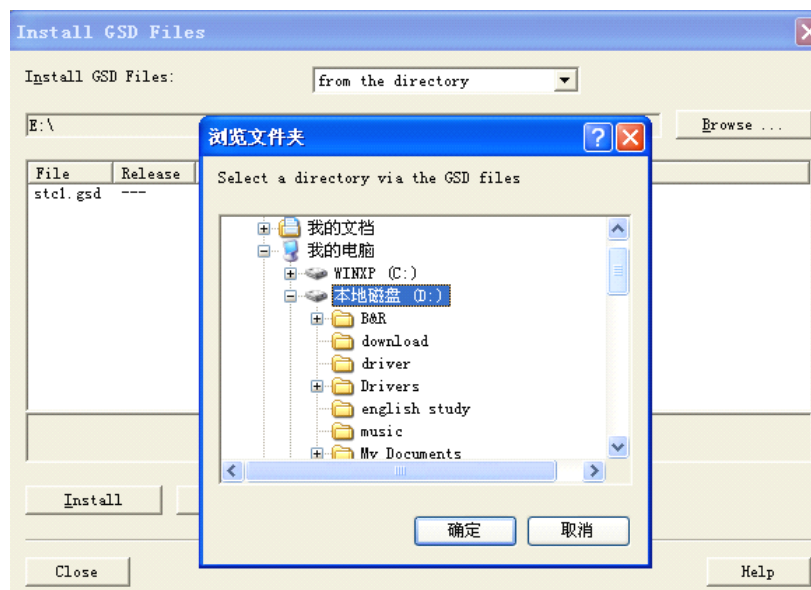 Install GSD Files
Install GSD Files:
from the directory
E:\
Browse ...
File Release
stc1.gsd ---
浏览文件夹
Select a directory via the GSD files
我的文档
我的电脑
WINXP (C:)
本地磁盘 (D:)
B&R
download
driver
Drivers
english study
music
My Documents
确定 取消
Install
Close
Help